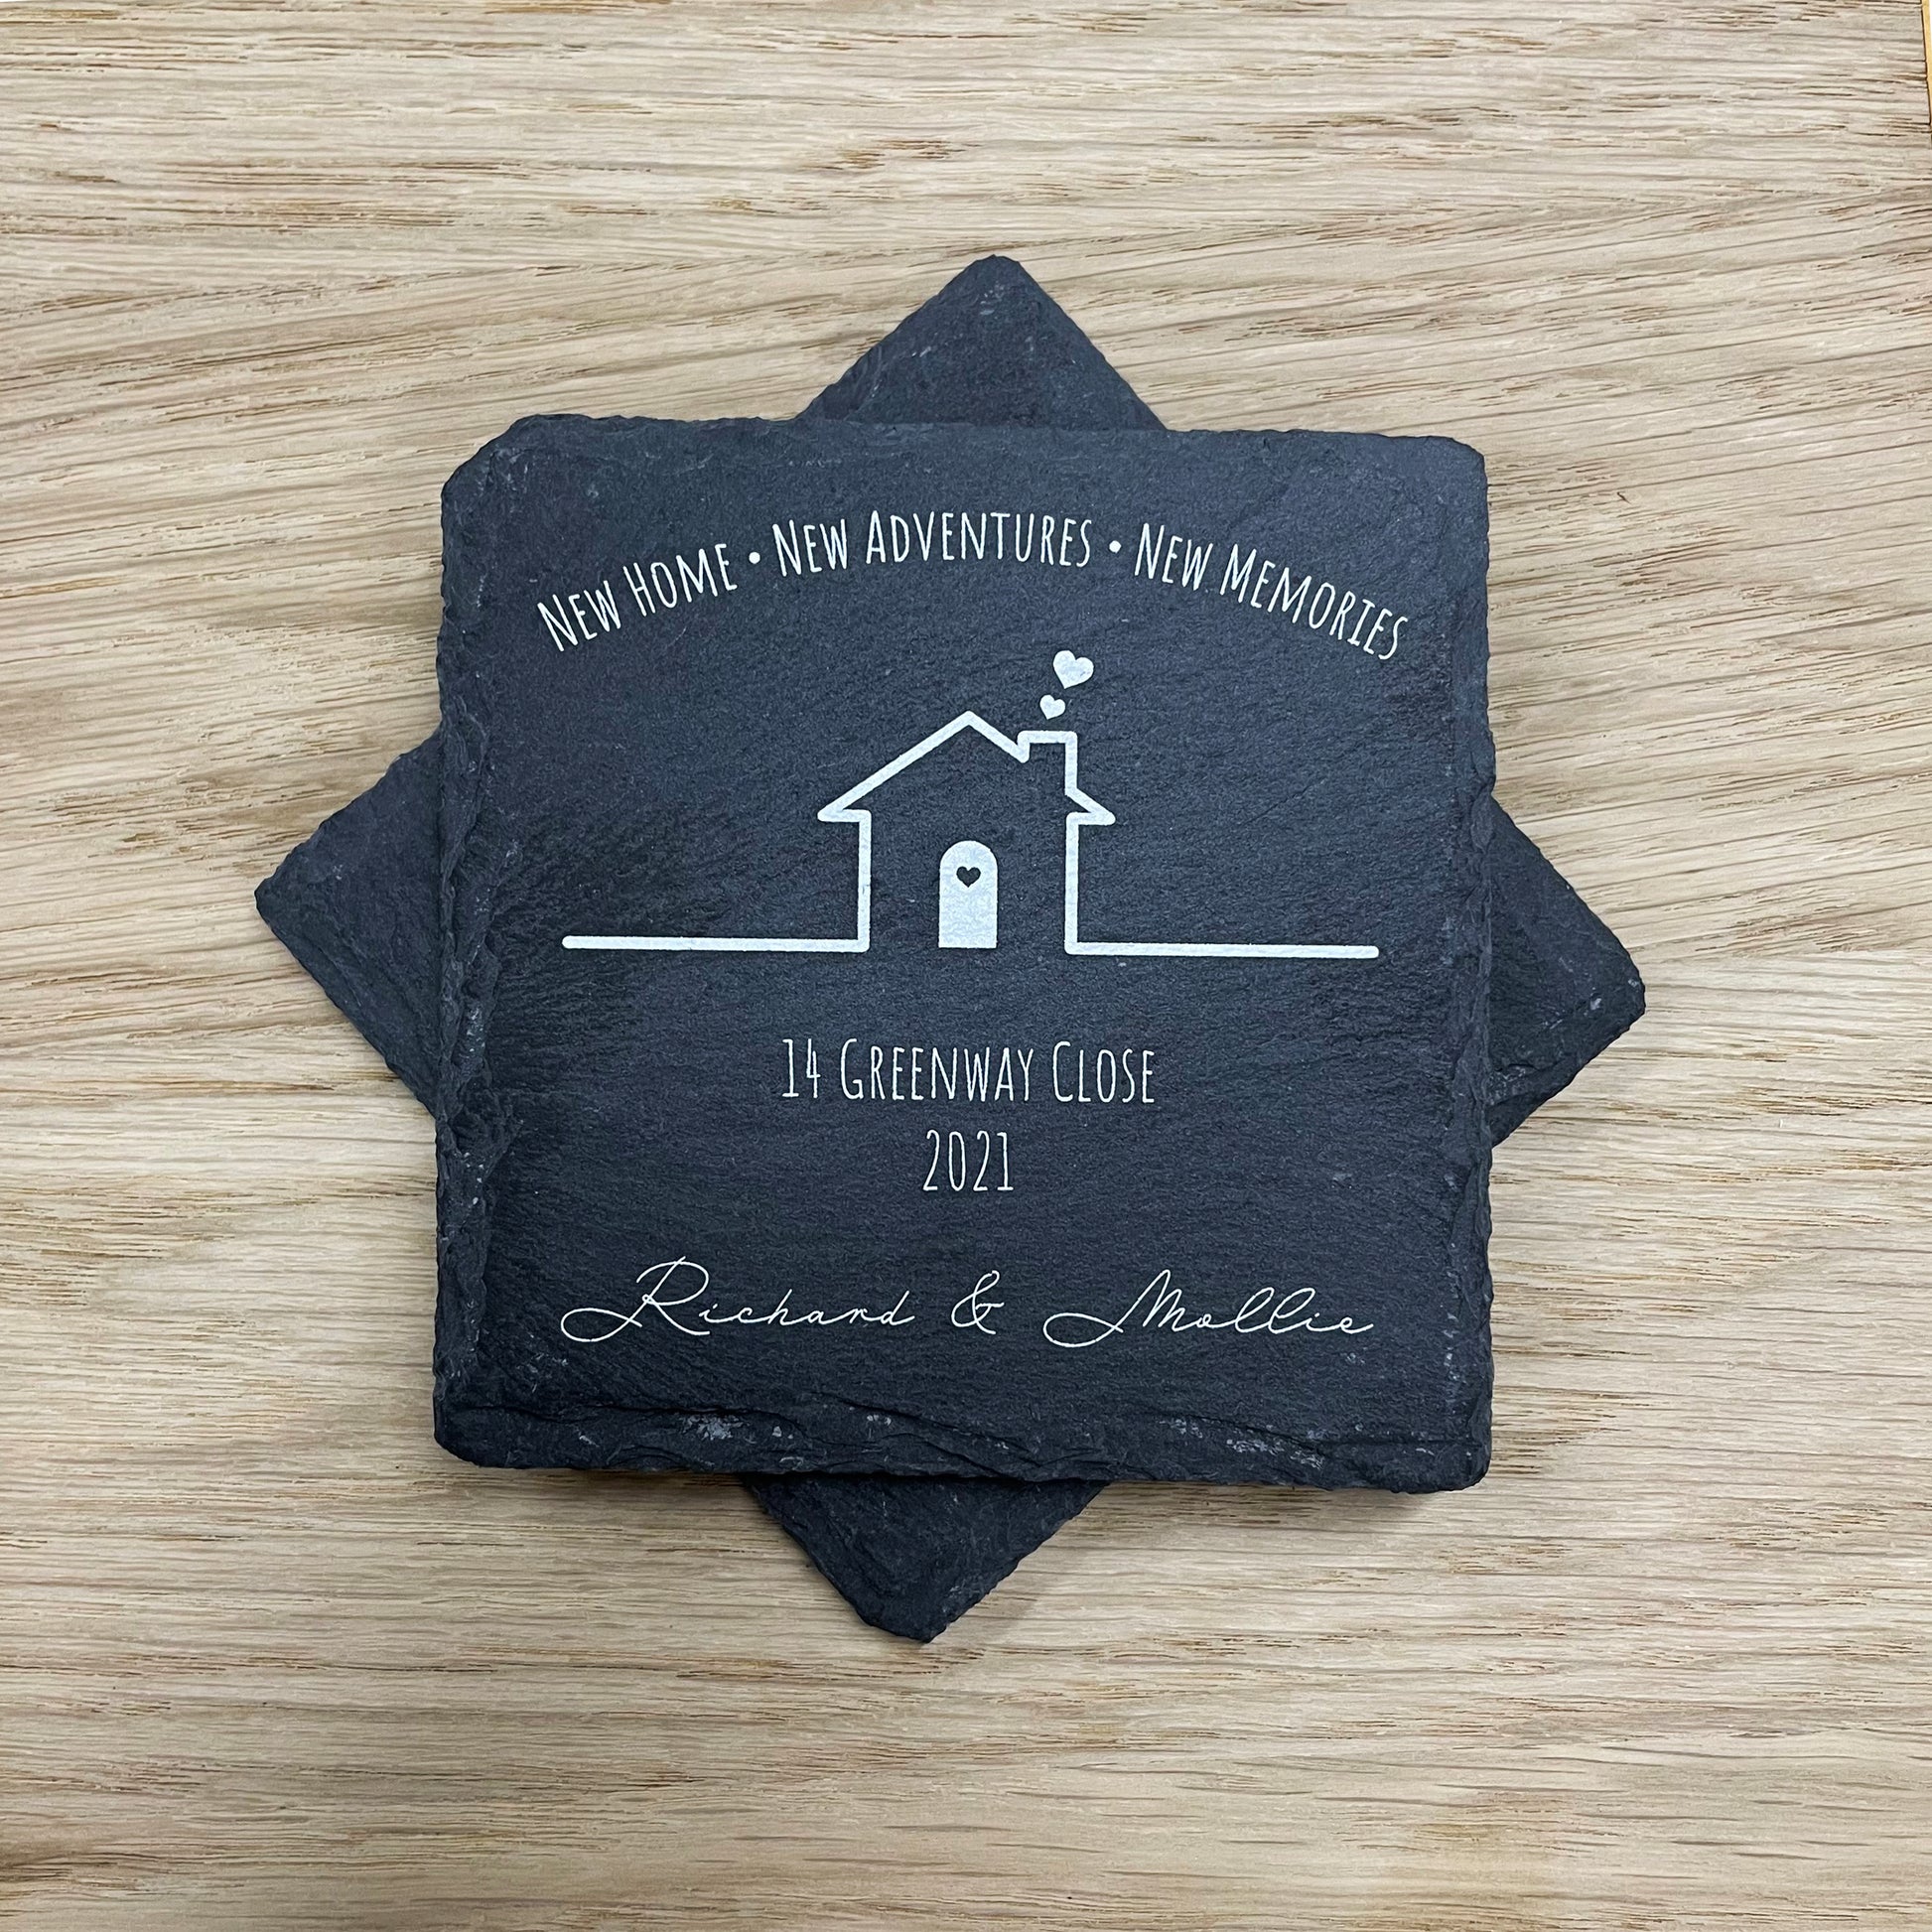 New Home • New Adventures • New Memories
14 Greenway Close
2021
Richard & Mollie